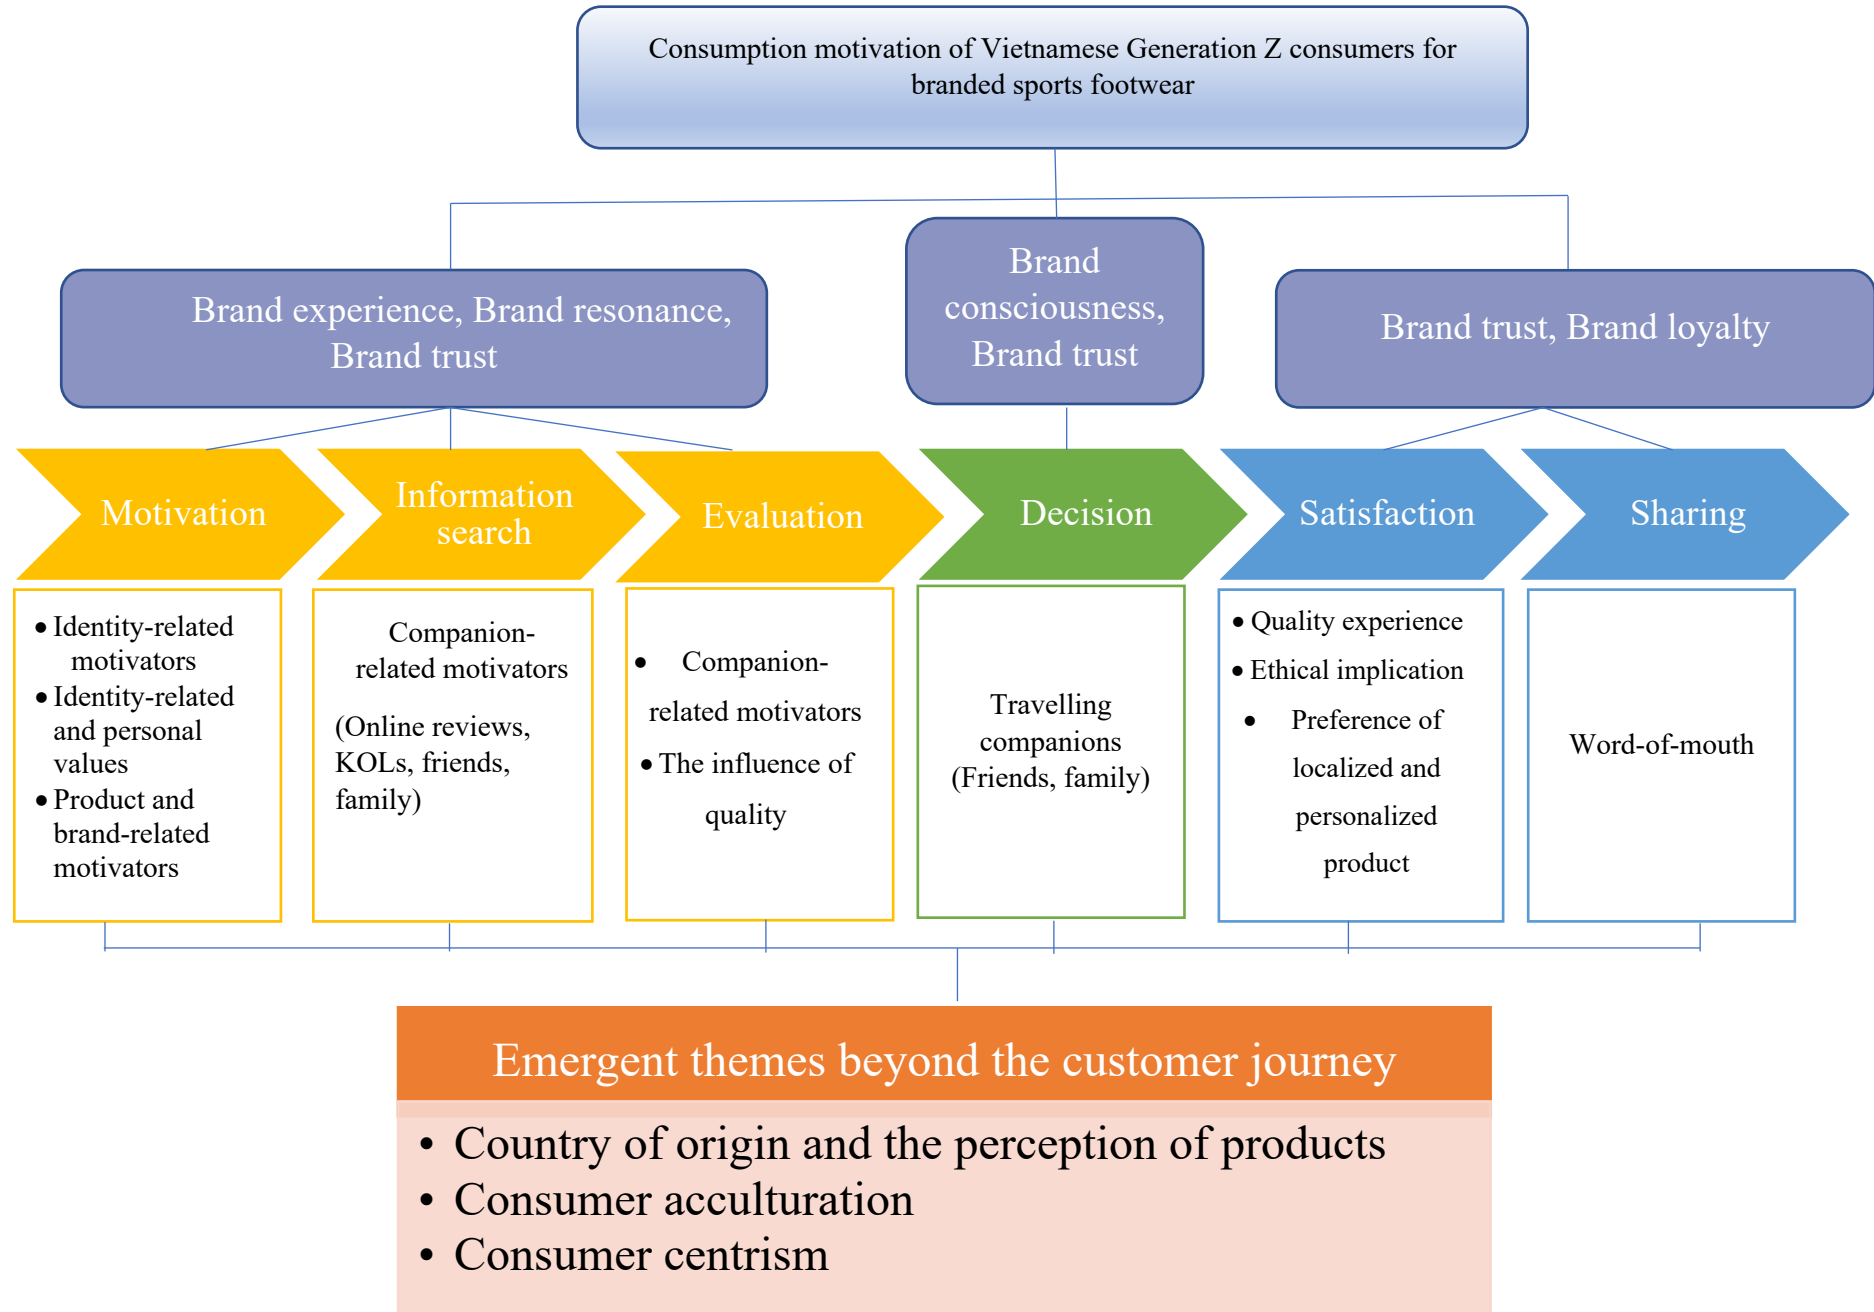 Consumption motivation of Vietnamese Generation Z consumers for
branded sports footwear
Brand experience, Brand resonance,
Brand trust
Brand
consciousness,
Brand trust
Brand trust, Brand loyalty
Motivation
Information
search
Evaluation
Decision
Satisfaction
Sharing
• Identity-related
motivators
• Identity-related
and personal
values
• Product and
brand-related
motivators
Companion-
related motivators
(Online reviews,
KOLs, friends,
family)
• Companion-
related motivators
• The influence of
quality
Travelling
companions
(Friends, family)
• Quality experience
• Ethical implication
• Preference of
localized and
personalized
product
Word-of-mouth
Emergent themes beyond the customer journey
• Country of origin and the perception of products
• Consumer acculturation
• Consumer centrism